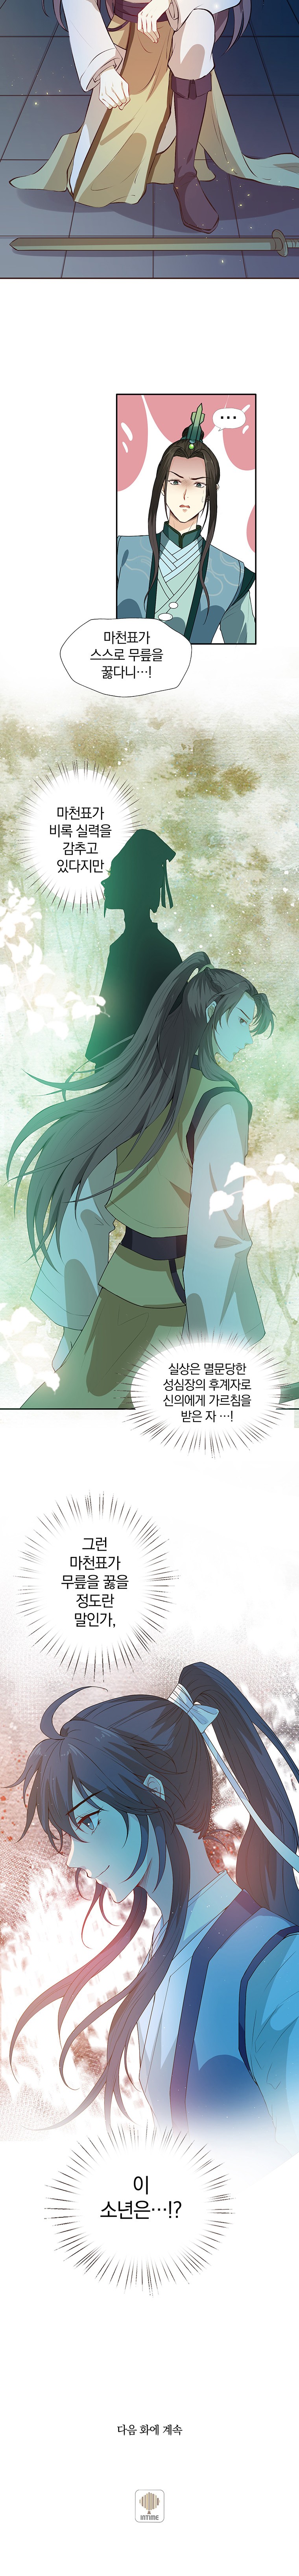 ...
마천표가
스스로 무릎을
꿇다니…!
마천표가
비록 실력을
감추고
있다지만
실상은 멸문당한
성심장의 후계자로
신의에게 가르침을
받은 자 …!
그런
마천표가
무릎을 꿇을
정도란
말인가,
이
소년은…!?
다음 화에 계속
INTIME